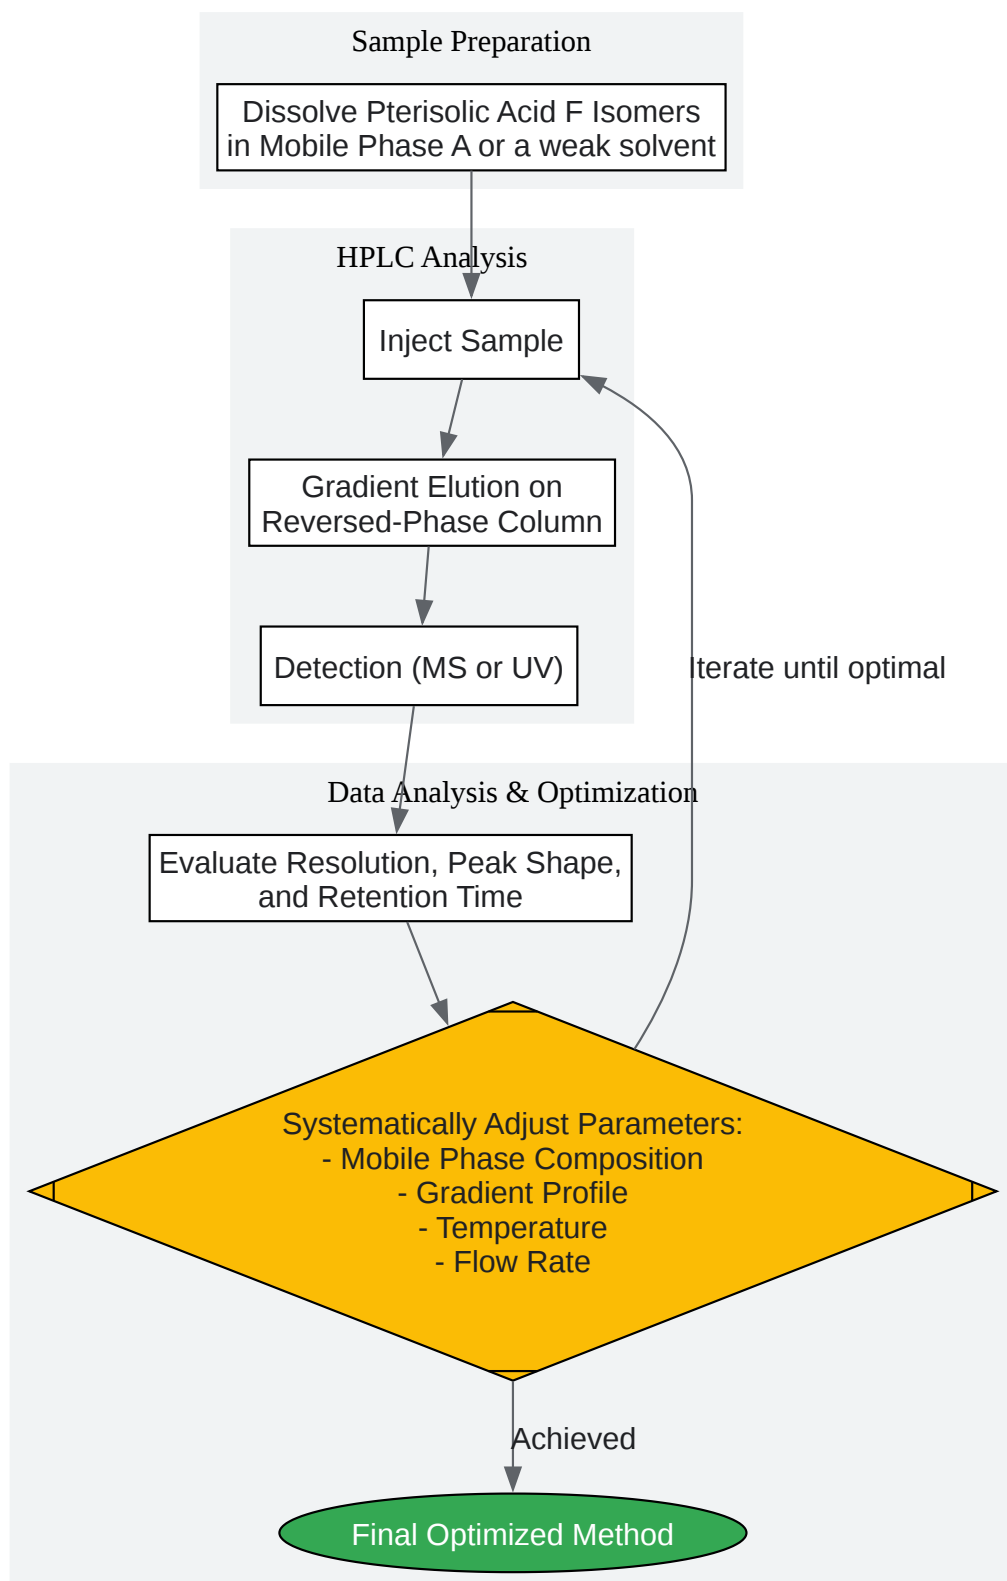 Sample Preparation
Dissolve Pterisolic Acid F Isomers
in Mobile Phase A or a weak solvent
HPLC Analysis
Inject Sample
Gradient Elution on
Reversed-Phase Column
Detection (MS or UV)
Iterate until optimal
Data Analysis & Optimization
Evaluate Resolution, Peak Shape,
and Retention Time
Systematically Adjust Parameters:
- Mobile Phase Composition
- Gradient Profile
- Temperature
- Flow Rate
Achieved
Final Optimized Method